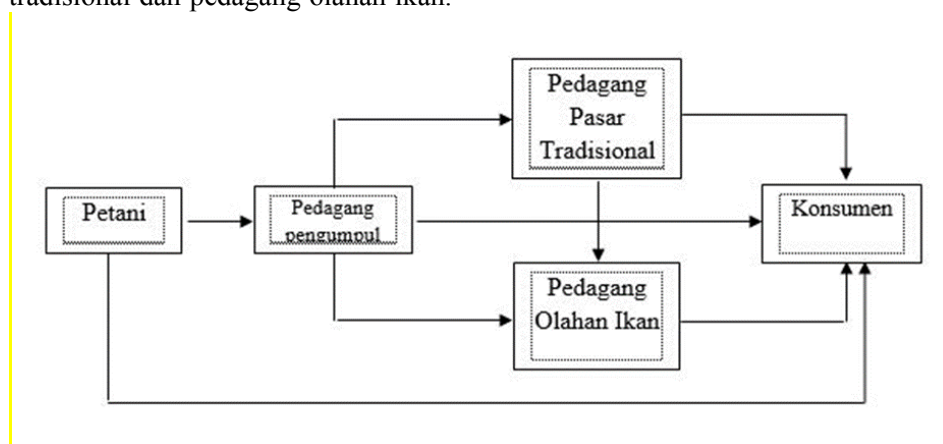 tradisional dan pedagang olahan ikan.
Pedagang
Pasar
Tradisional
Petani
Pedagang
pengumpul
Konsumen
Pedagang
Olahan Ikan